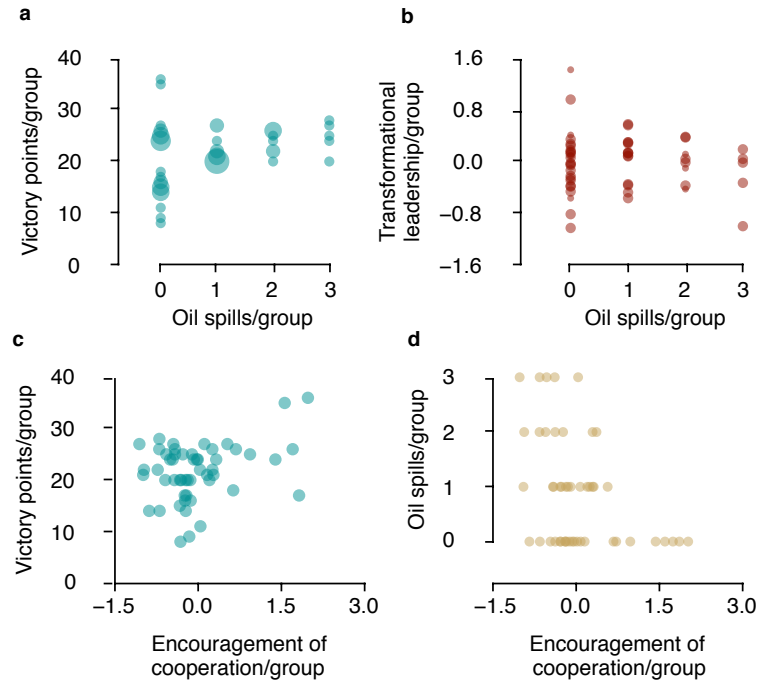 a
Victory points/group
40
30
20
10
0
0 1 2 3
Oil spills/group
b
Transformational
leadership/group
1.6
0.8
0.0
−0.8
−1.6
0 1 2 3
Oil spills/group
c
Victory points/group
40
30
20
10
0
−1.5 0.0 1.5 3.0
Encouragement of
cooperation/group
d
Oil spills/group
3
2
1
0
−1.5 0.0 1.5 3.0
Encouragement of
cooperation/group